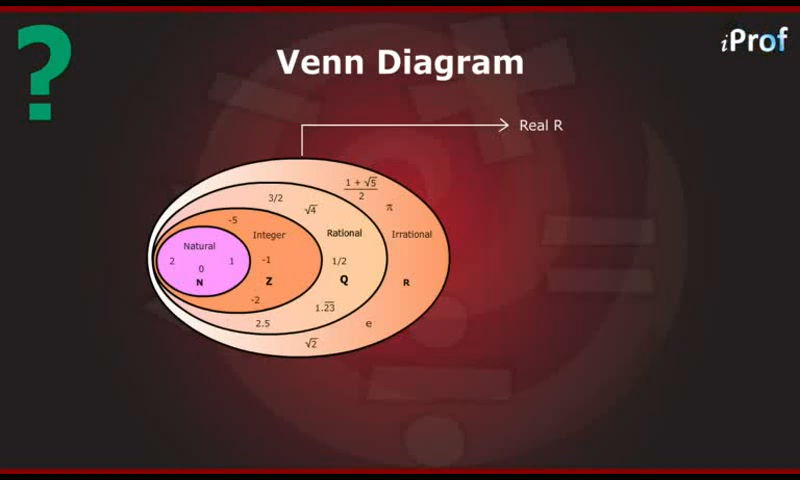 ?
iProf
Venn Diagram
Real R
1 + √5
2
3/2
√4
π
-5
Natural
Integer
Rational
Irrational
2
0
1
-1
1/2
N
Z
Q
R
-2
1.2̅3̅
2.5
e
√2